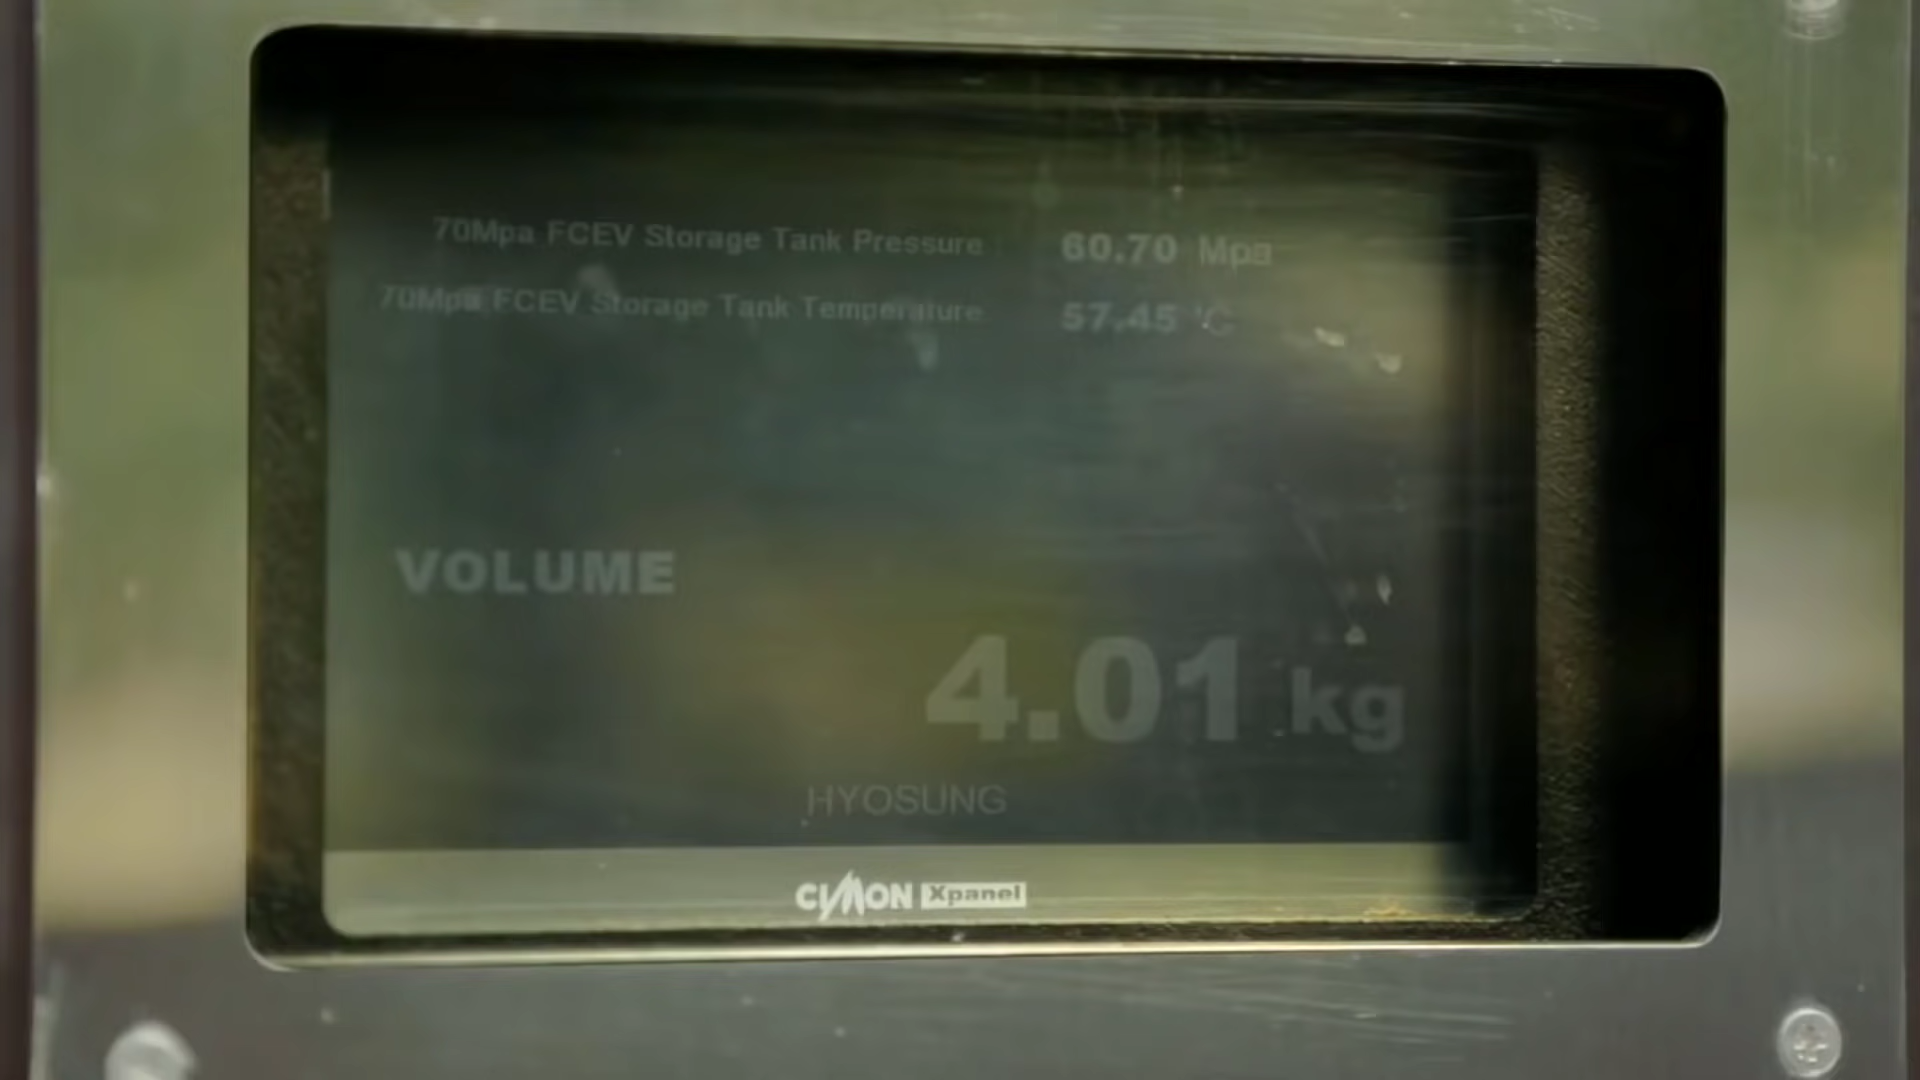 70Mpa FCEV Storage Tank Pressure 60.70 Mpa
70Mpa FCEV Storage Tank Temperature 57.45 °C
VOLUME
4.01 kg
HYOSUNG
CIMON Xpanel